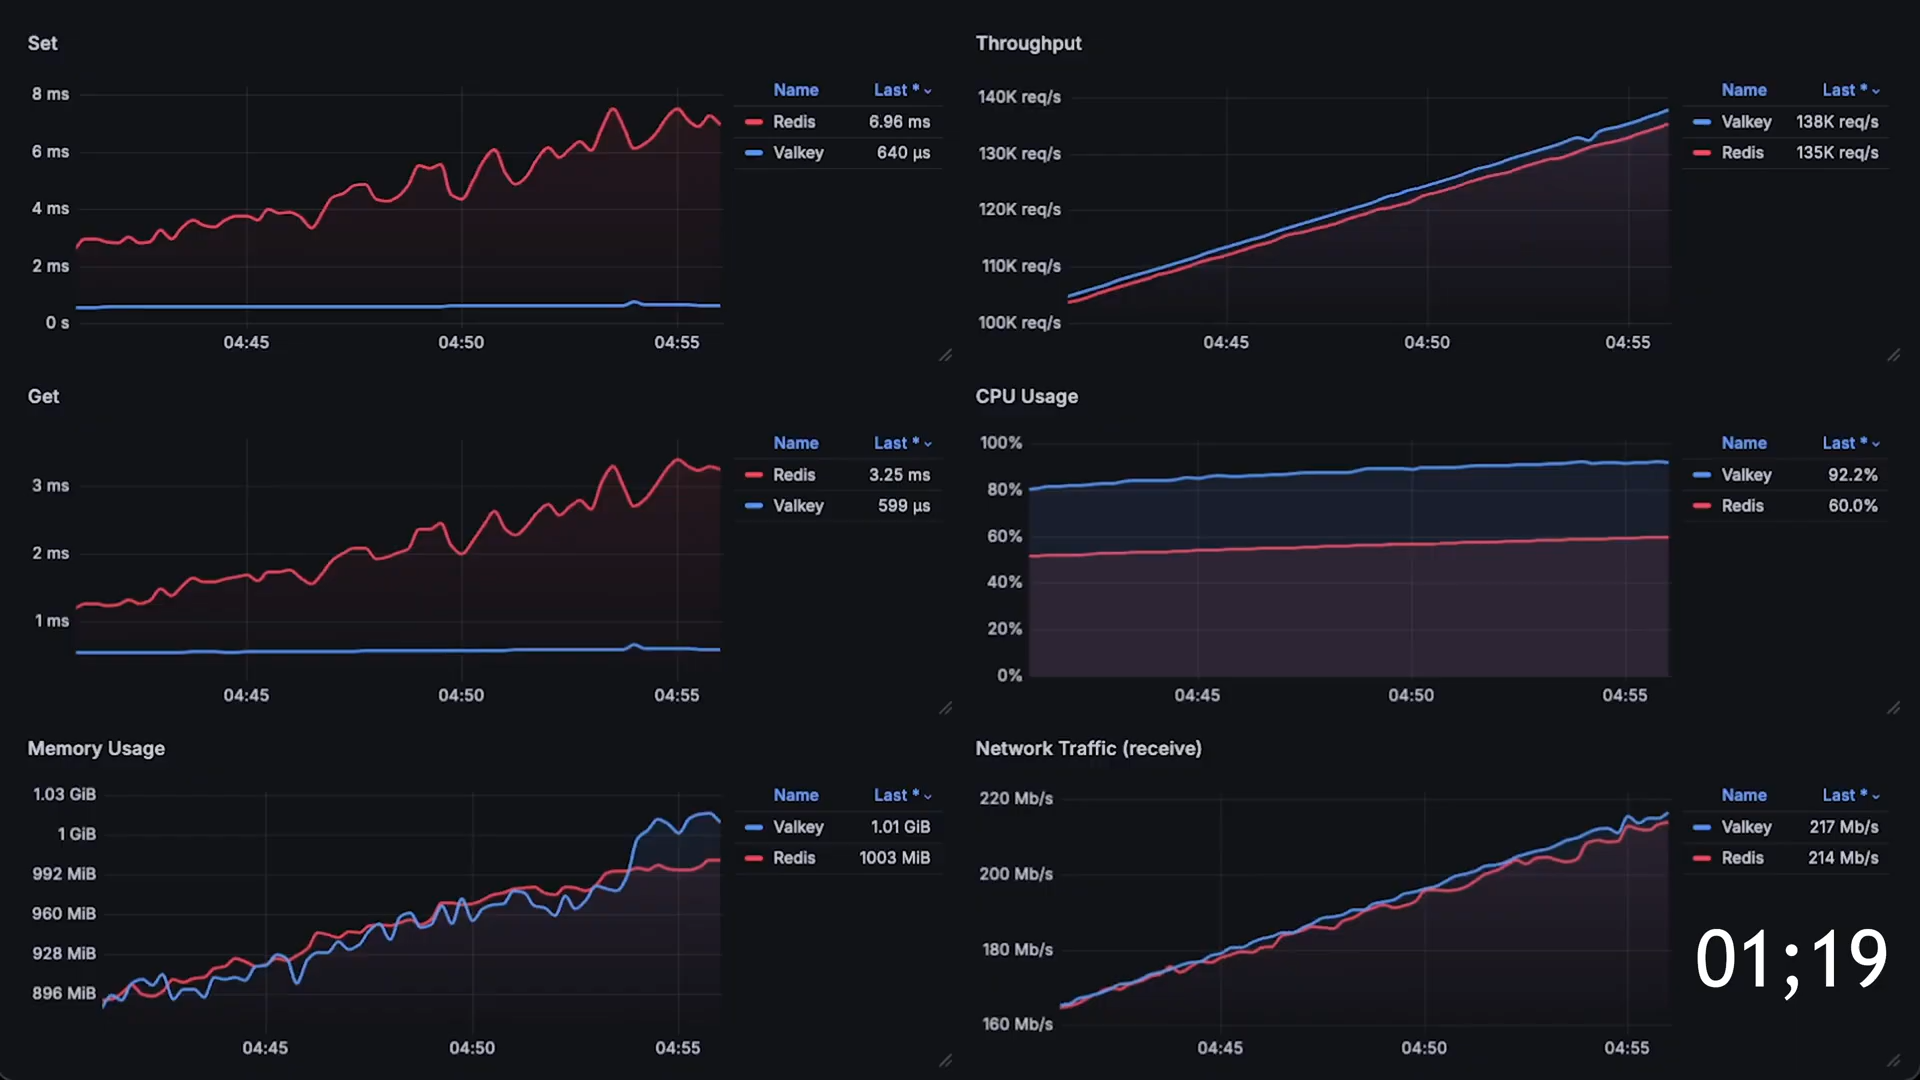 Set
8 ms
6 ms
4 ms
2 ms
0 s
04:45 04:50 04:55
Name Last *
Redis 6.96 ms
Valkey 640 µs
Throughput
140K req/s
130K req/s
120K req/s
110K req/s
100K req/s
04:45 04:50 04:55
Name Last *
Valkey 138K req/s
Redis 135K req/s
Get
3 ms
2 ms
1 ms
04:45 04:50 04:55
Name Last *
Redis 3.25 ms
Valkey 599 µs
CPU Usage
100%
80%
60%
40%
20%
0%
04:45 04:50 04:55
Name Last *
Valkey 92.2%
Redis 60.0%
Memory Usage
1.03 GiB
1 GiB
992 MiB
960 MiB
928 MiB
896 MiB
04:45 04:50 04:55
Name Last *
Valkey 1.01 GiB
Redis 1003 MiB
Network Traffic (receive)
220 Mb/s
200 Mb/s
180 Mb/s
160 Mb/s
04:45 04:50 04:55
Name Last *
Valkey 217 Mb/s
Redis 214 Mb/s
01;19